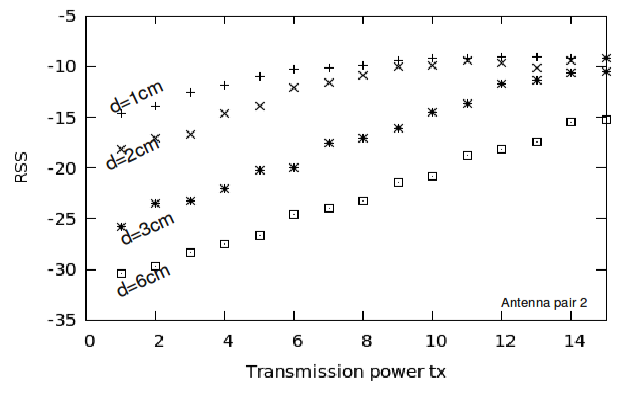 -5
-10
-15
-20
-25
-30
-35
RSS
d=1cm
d=2cm
d=3cm
d=6cm
Antenna pair 2
0 2 4 6 8 10 12 14
Transmission power tx